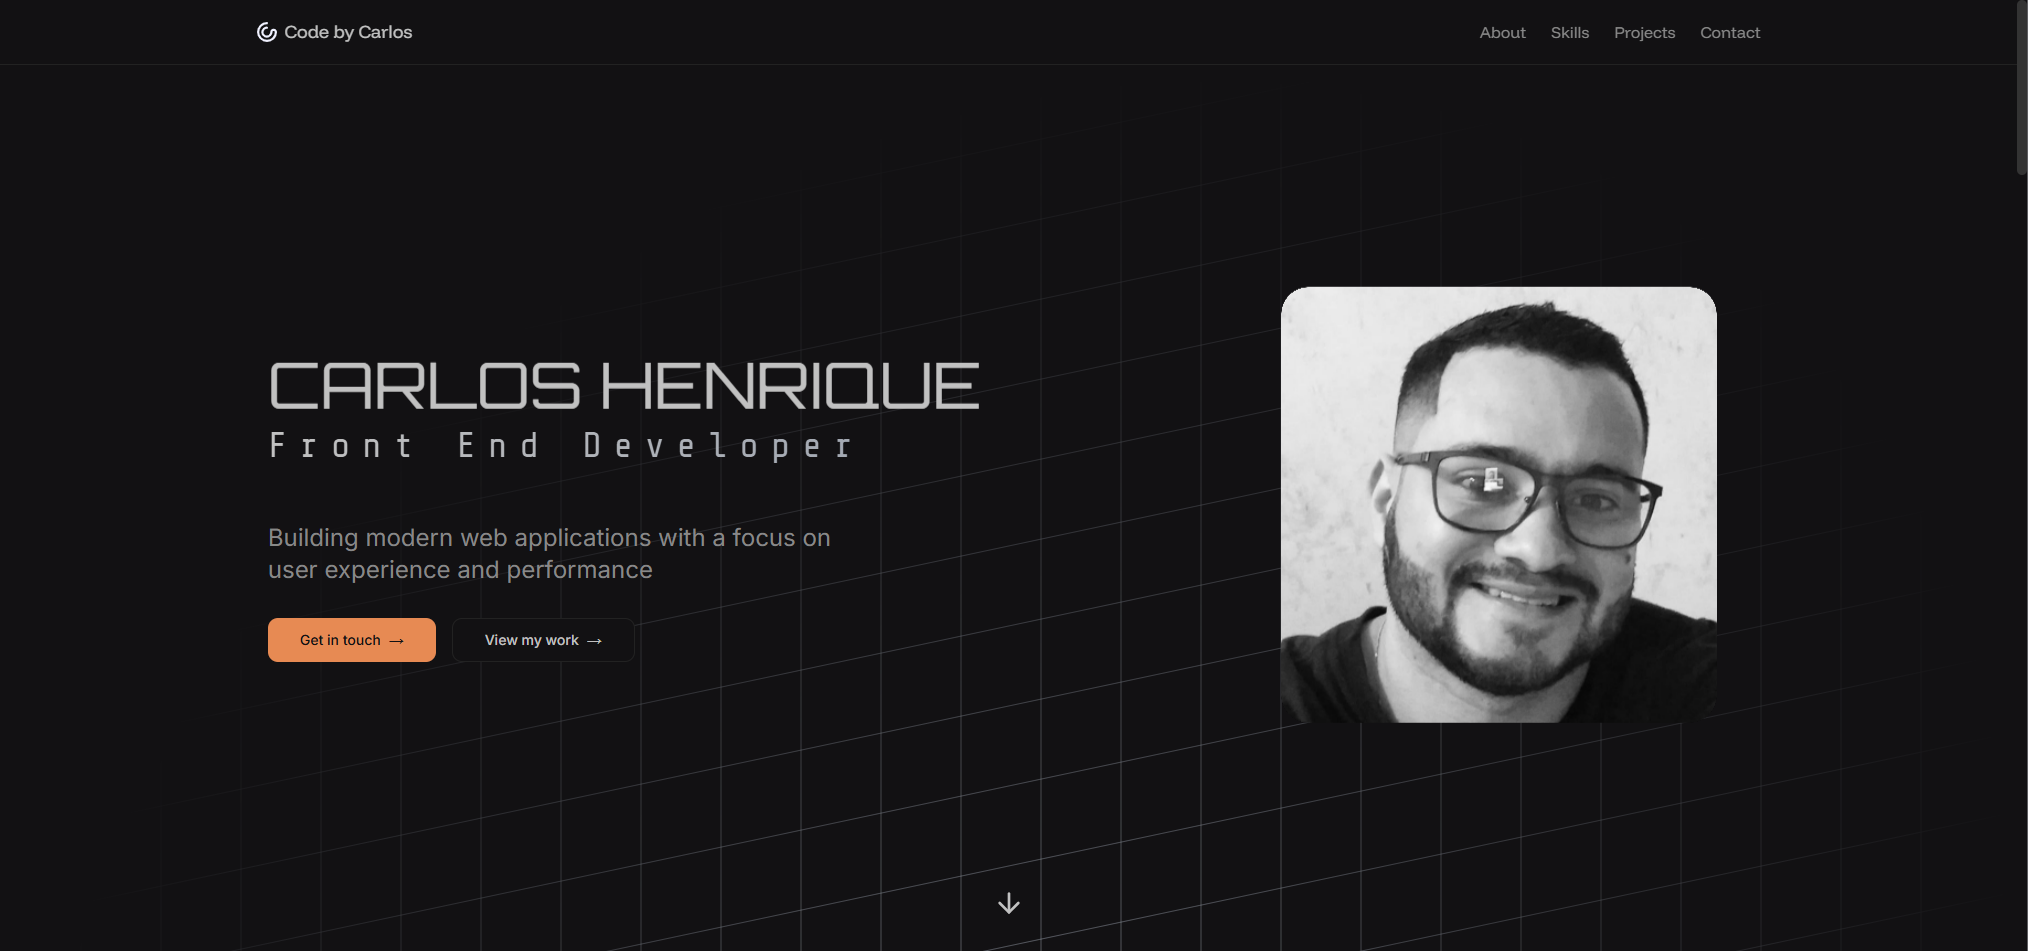 Code by Carlos
About Skills Projects Contact
CARLOS HENRIQUE
Front End Developer
Building modern web applications with a focus on
user experience and performance
Get in touch →
View my work →